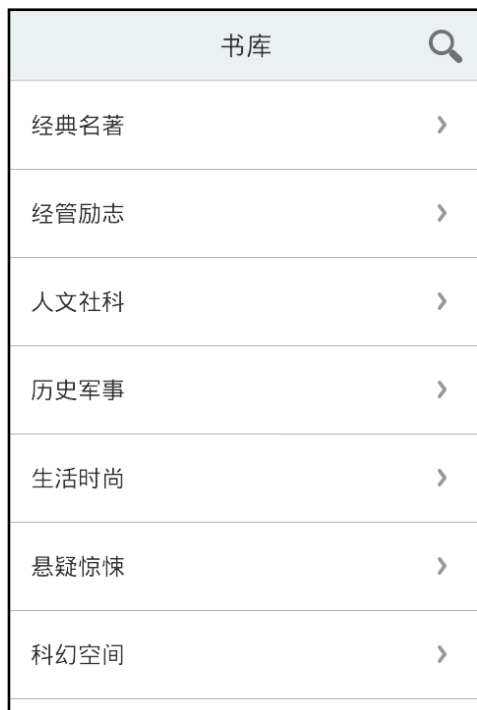 书库
经典名著
经管励志
人文社科
历史军事
生活时尚
悬疑惊悚
科幻空间